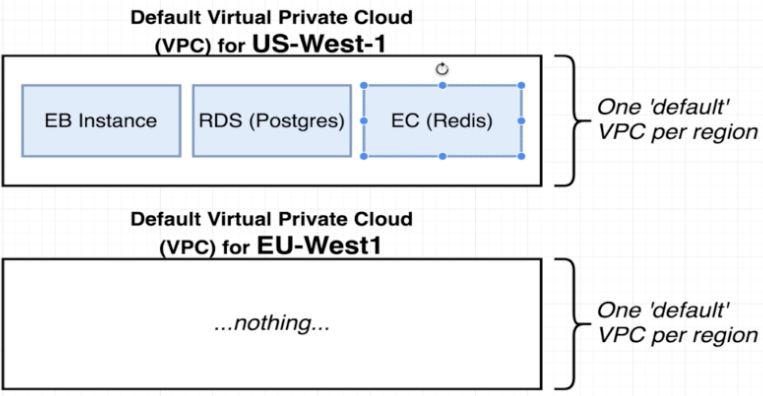 Default Virtual Private Cloud
(VPC) for US-West-1
EB Instance
RDS (Postgres)
EC (Redis)
One 'default'
VPC per region
Default Virtual Private Cloud
(VPC) for EU-West1
...nothing...
One 'default'
VPC per region